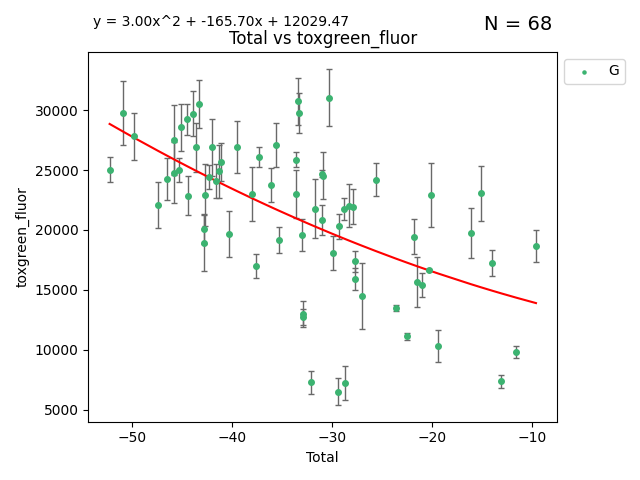 y = 3.00x^2 + -165.70x + 12029.47
N = 68
Total vs toxgreen_fluor
G
30000
25000
20000
15000
10000
5000
toxgreen_fluor
−50 −40 −30 −20 −10
Total